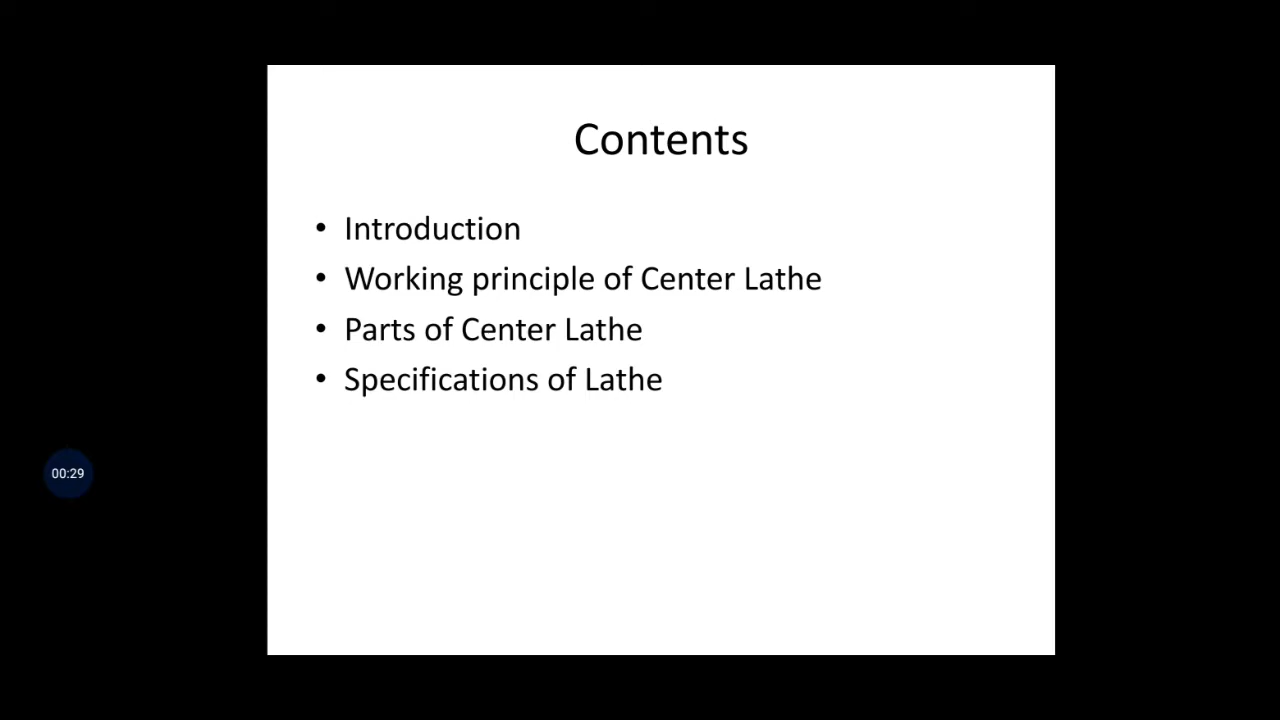 Contents
• Introduction
• Working principle of Center Lathe
• Parts of Center Lathe
• Specifications of Lathe
00:29